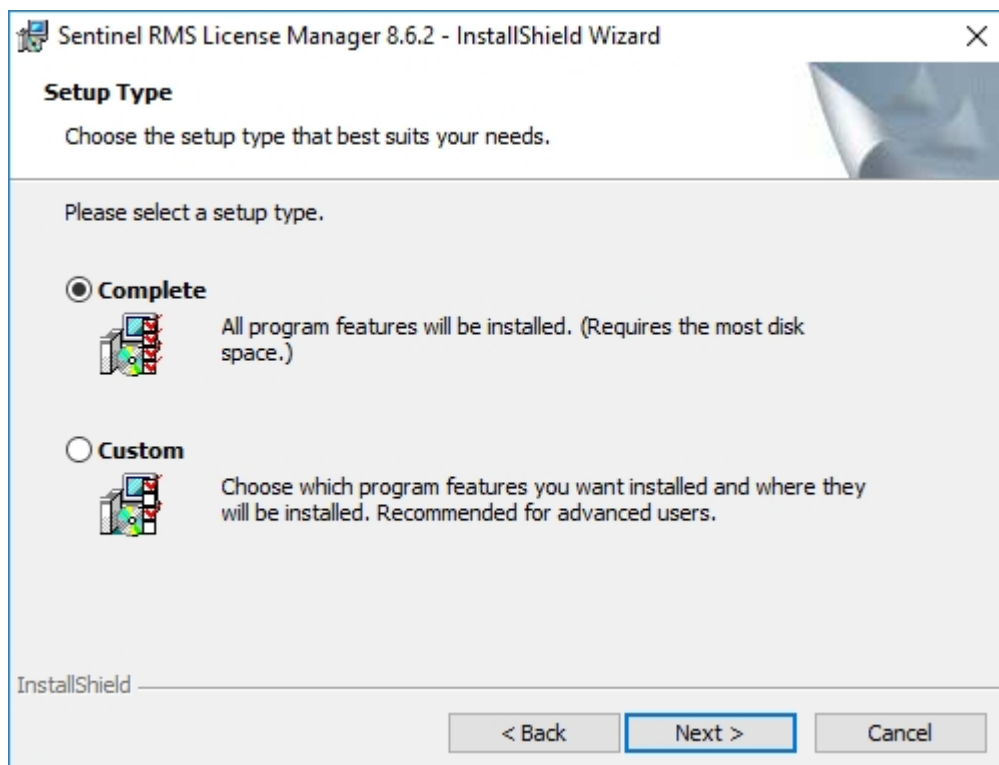 Sentinel RMS License Manager 8.6.2 - InstallShield Wizard
Setup Type
Choose the setup type that best suits your needs.
Please select a setup type.
Complete
All program features will be installed. (Requires the most disk
space.)
Custom
Choose which program features you want installed and where they
will be installed. Recommended for advanced users.
InstallShield
< Back
Next >
Cancel